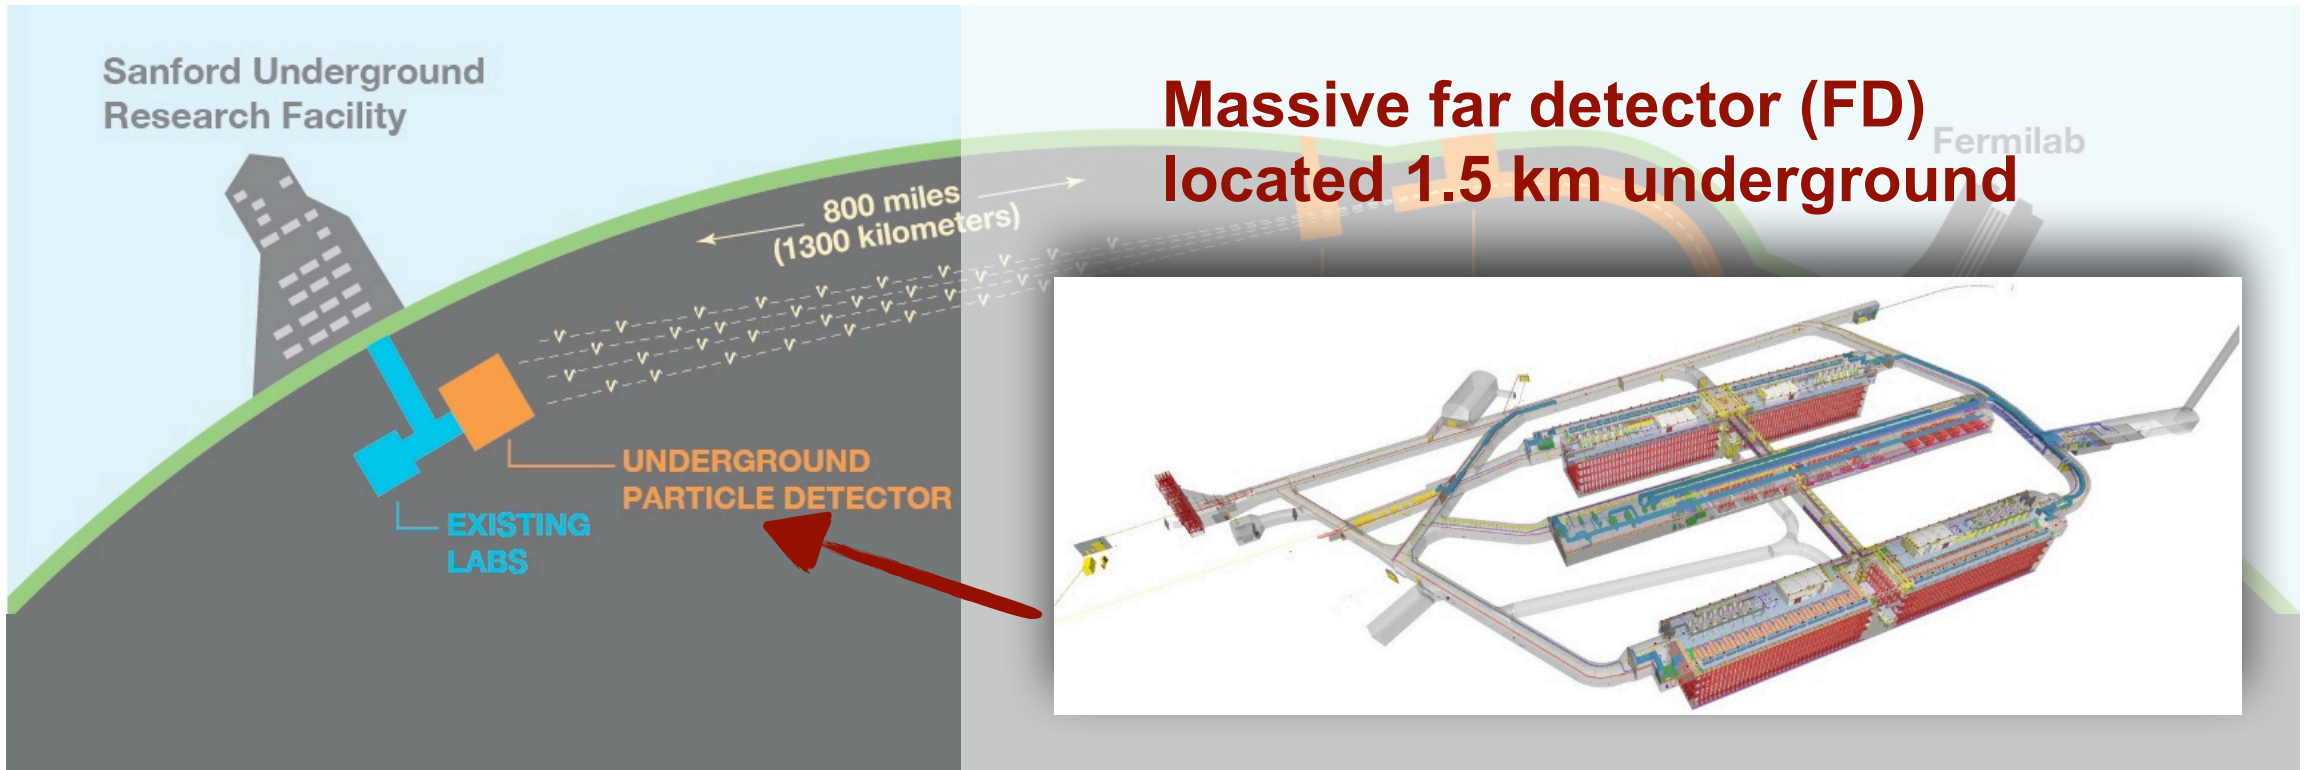 Sanford Underground
Research Facility
Massive far detector (FD)
located 1.5 km underground
Fermilab
800 miles
(1300 kilometers)
UNDERGROUND
PARTICLE DETECTOR
EXISTING
LABS